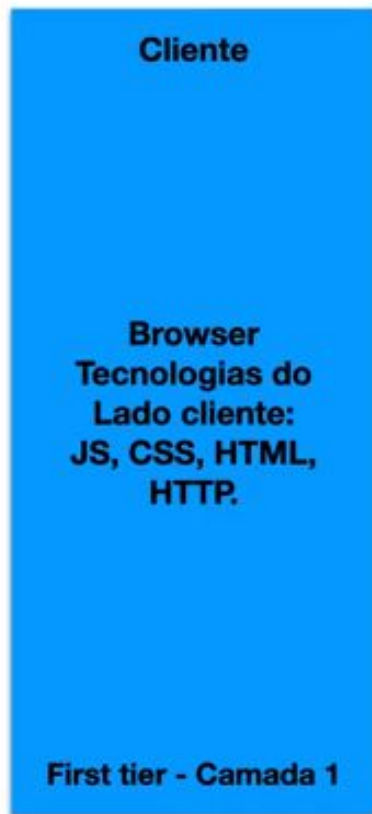 Cliente
Browser
Tecnologias do
Lado cliente:
JS, CSS, HTML,
HTTP.
First tier - Camada 1